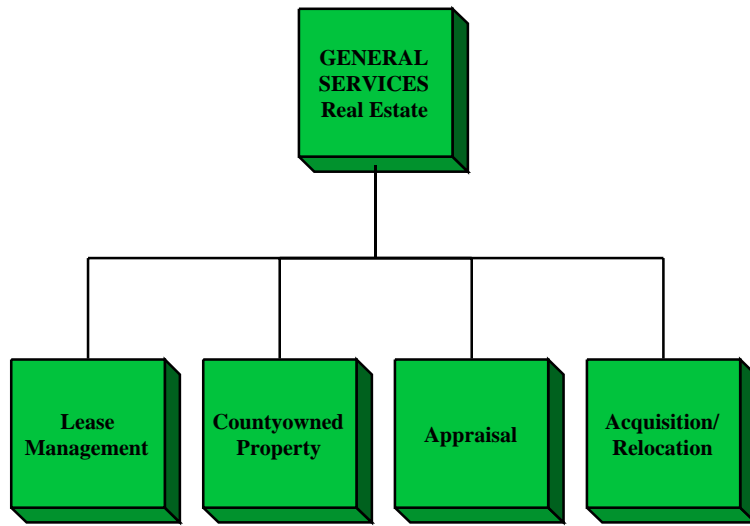 GENERAL
SERVICES
Real Estate
Lease
Management
Countyowned
Property
Appraisal
Acquisition/
Relocation